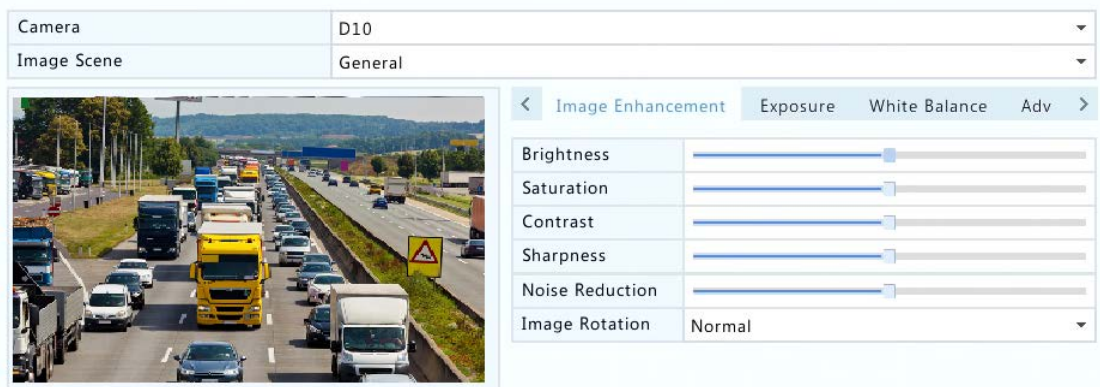 Camera D10
Image Scene General
< Image Enhancement Exposure White Balance Adv >
Brightness
Saturation
Contrast
Sharpness
Noise Reduction
Image Rotation Normal